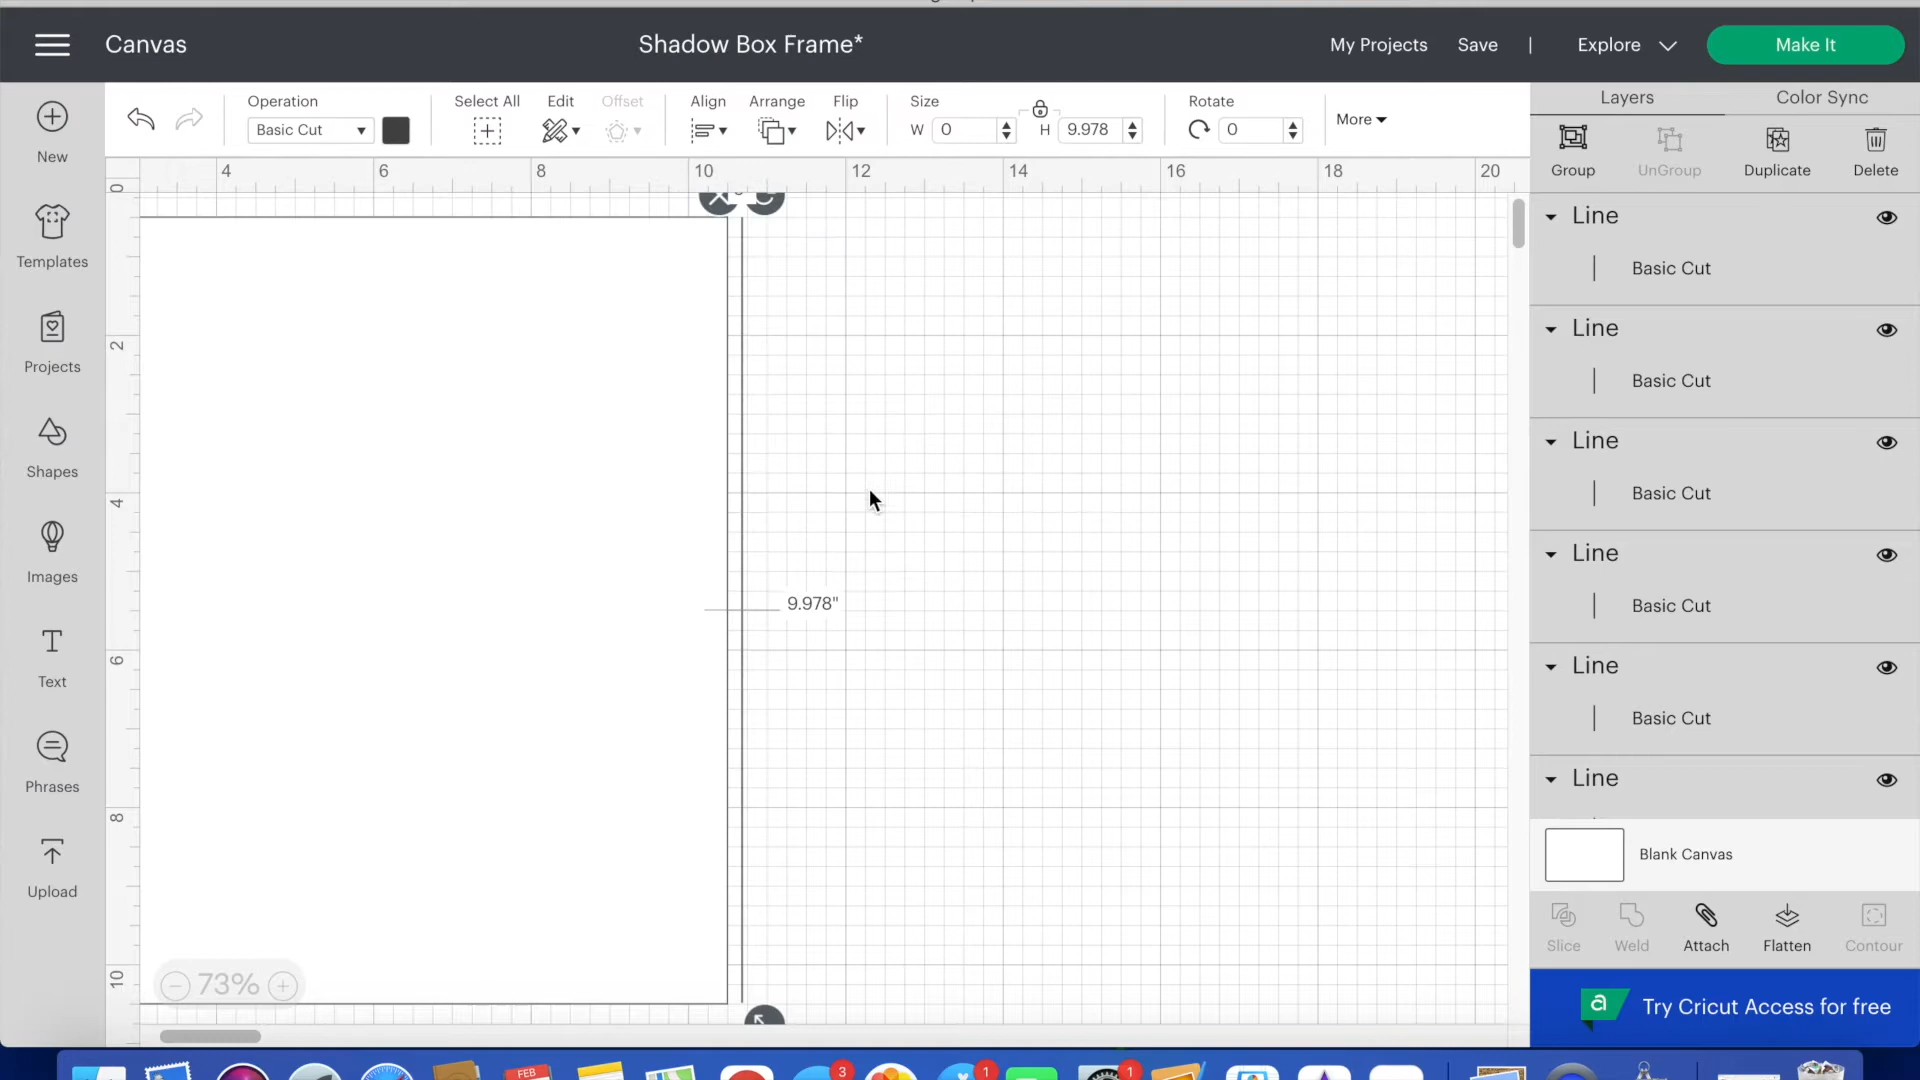 Canvas
Shadow Box Frame*
My Projects
Save
|
Explore
Make It
New
Templates
Projects
Shapes
Images
Text
Phrases
Upload
Operation
Basic Cut
Select All
Edit
Offset
Align
Arrange
Flip
Size
W 0
H 9.978
Rotate
0
More
4 6 8 10 12 14 16 18 20
0
2
4
6
8
10
9.978"
73%
Layers
Color Sync
Group
UnGroup
Duplicate
Delete
Line
Basic Cut
Line
Basic Cut
Line
Basic Cut
Line
Basic Cut
Line
Basic Cut
Line
Blank Canvas
Slice
Weld
Attach
Flatten
Contour
a
Try Cricut Access for free
FEB
3
1
1